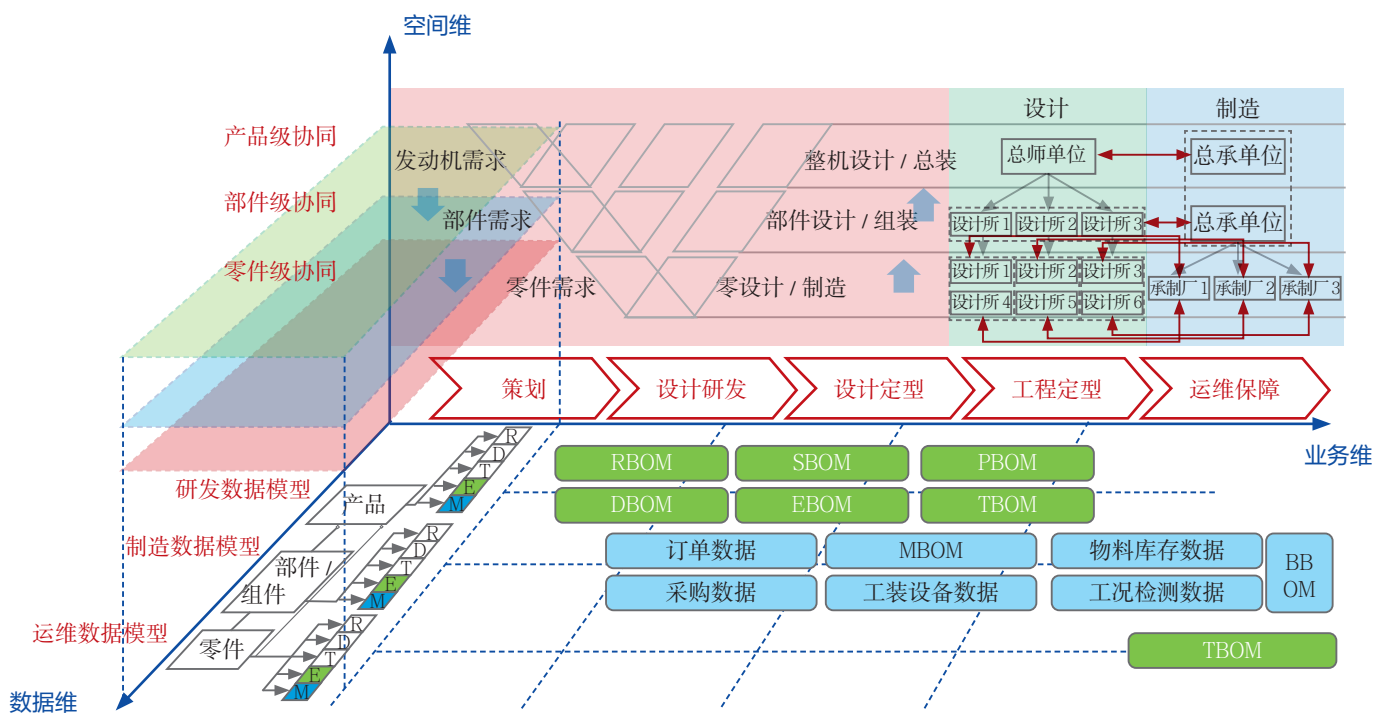 空间维
设计
制造
产品级协同
发动机需求
整机设计 / 总装
总师单位
总承单位
部件级协同
部件需求
部件设计 / 组装
设计所 1
设计所 2
设计所 3
总承单位
零件级协同
零件需求
零设计 / 制造
设计所 1
设计所 2
设计所 3
承制厂 1
承制厂 2
承制厂 3
设计所 4
设计所 5
设计所 6
策划
设计研发
设计定型
工程定型
运维保障
业务维
研发数据模型
产品
R
D
T
E
M
RBOM
SBOM
PBOM
DBOM
EBOM
TBOM
制造数据模型
部件 /
组件
R
D
T
E
M
订单数据
MBOM
物料库存数据
BB
OM
采购数据
工装设备数据
工况检测数据
运维数据模型
零件
R
D
T
E
M
TBOM
数据维